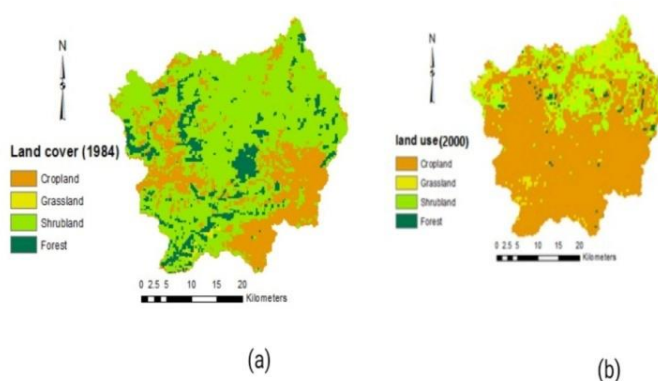 N
S
Land cover (1984)
Cropland
Grassland
Shrubland
Forest
0 2.5 5 10 15 20
Kilometers
(a)
N
S
land use(2000)
Cropland
Grassland
Shrubland
Forest
0 2.5 5 10 15 20
Kilometers
(b)